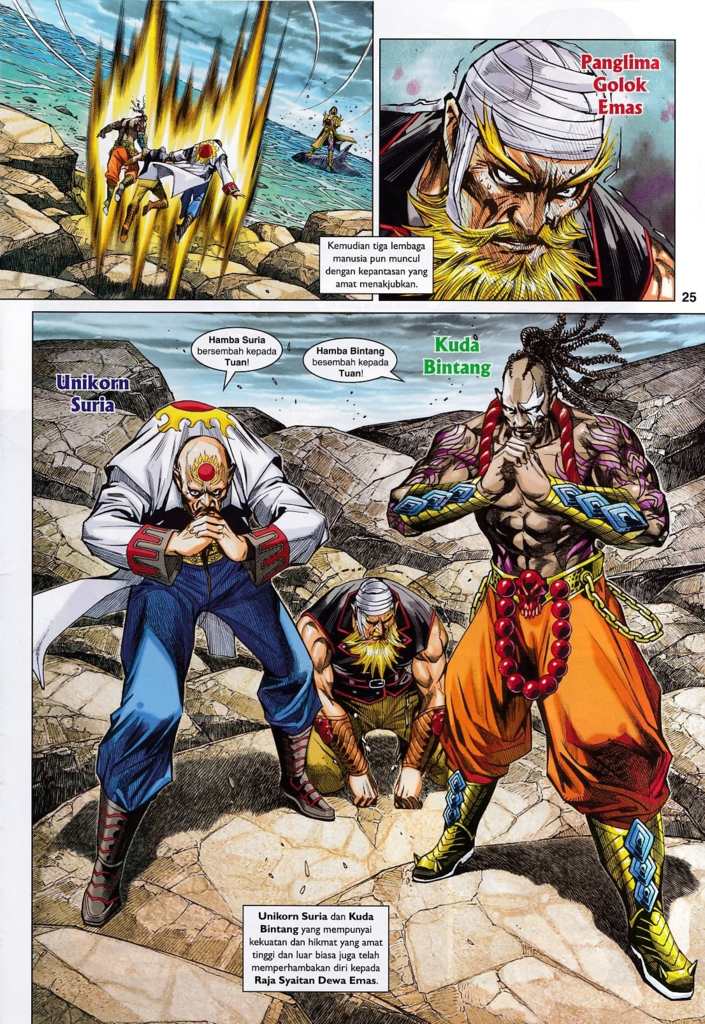 Panglima
Golok
Emas
Kemudian tiga lembaga
manusia pun muncul
dengan kepantasan yang
amat menakjubkan.
25
Hamba Suria
bersembah kepada
Tuan!
Hamba Bintang
besembah kepada
Tuan!
Kuda
Bintang
Unikorn
Suria
Unikorn Suria dan Kuda
Bintang yang mempunyai
kekuatan dan hikmat yang amat
tinggi dan luar biasa juga telah
memperhambakan diri kepada
Raja Syaitan Dewa Emas.